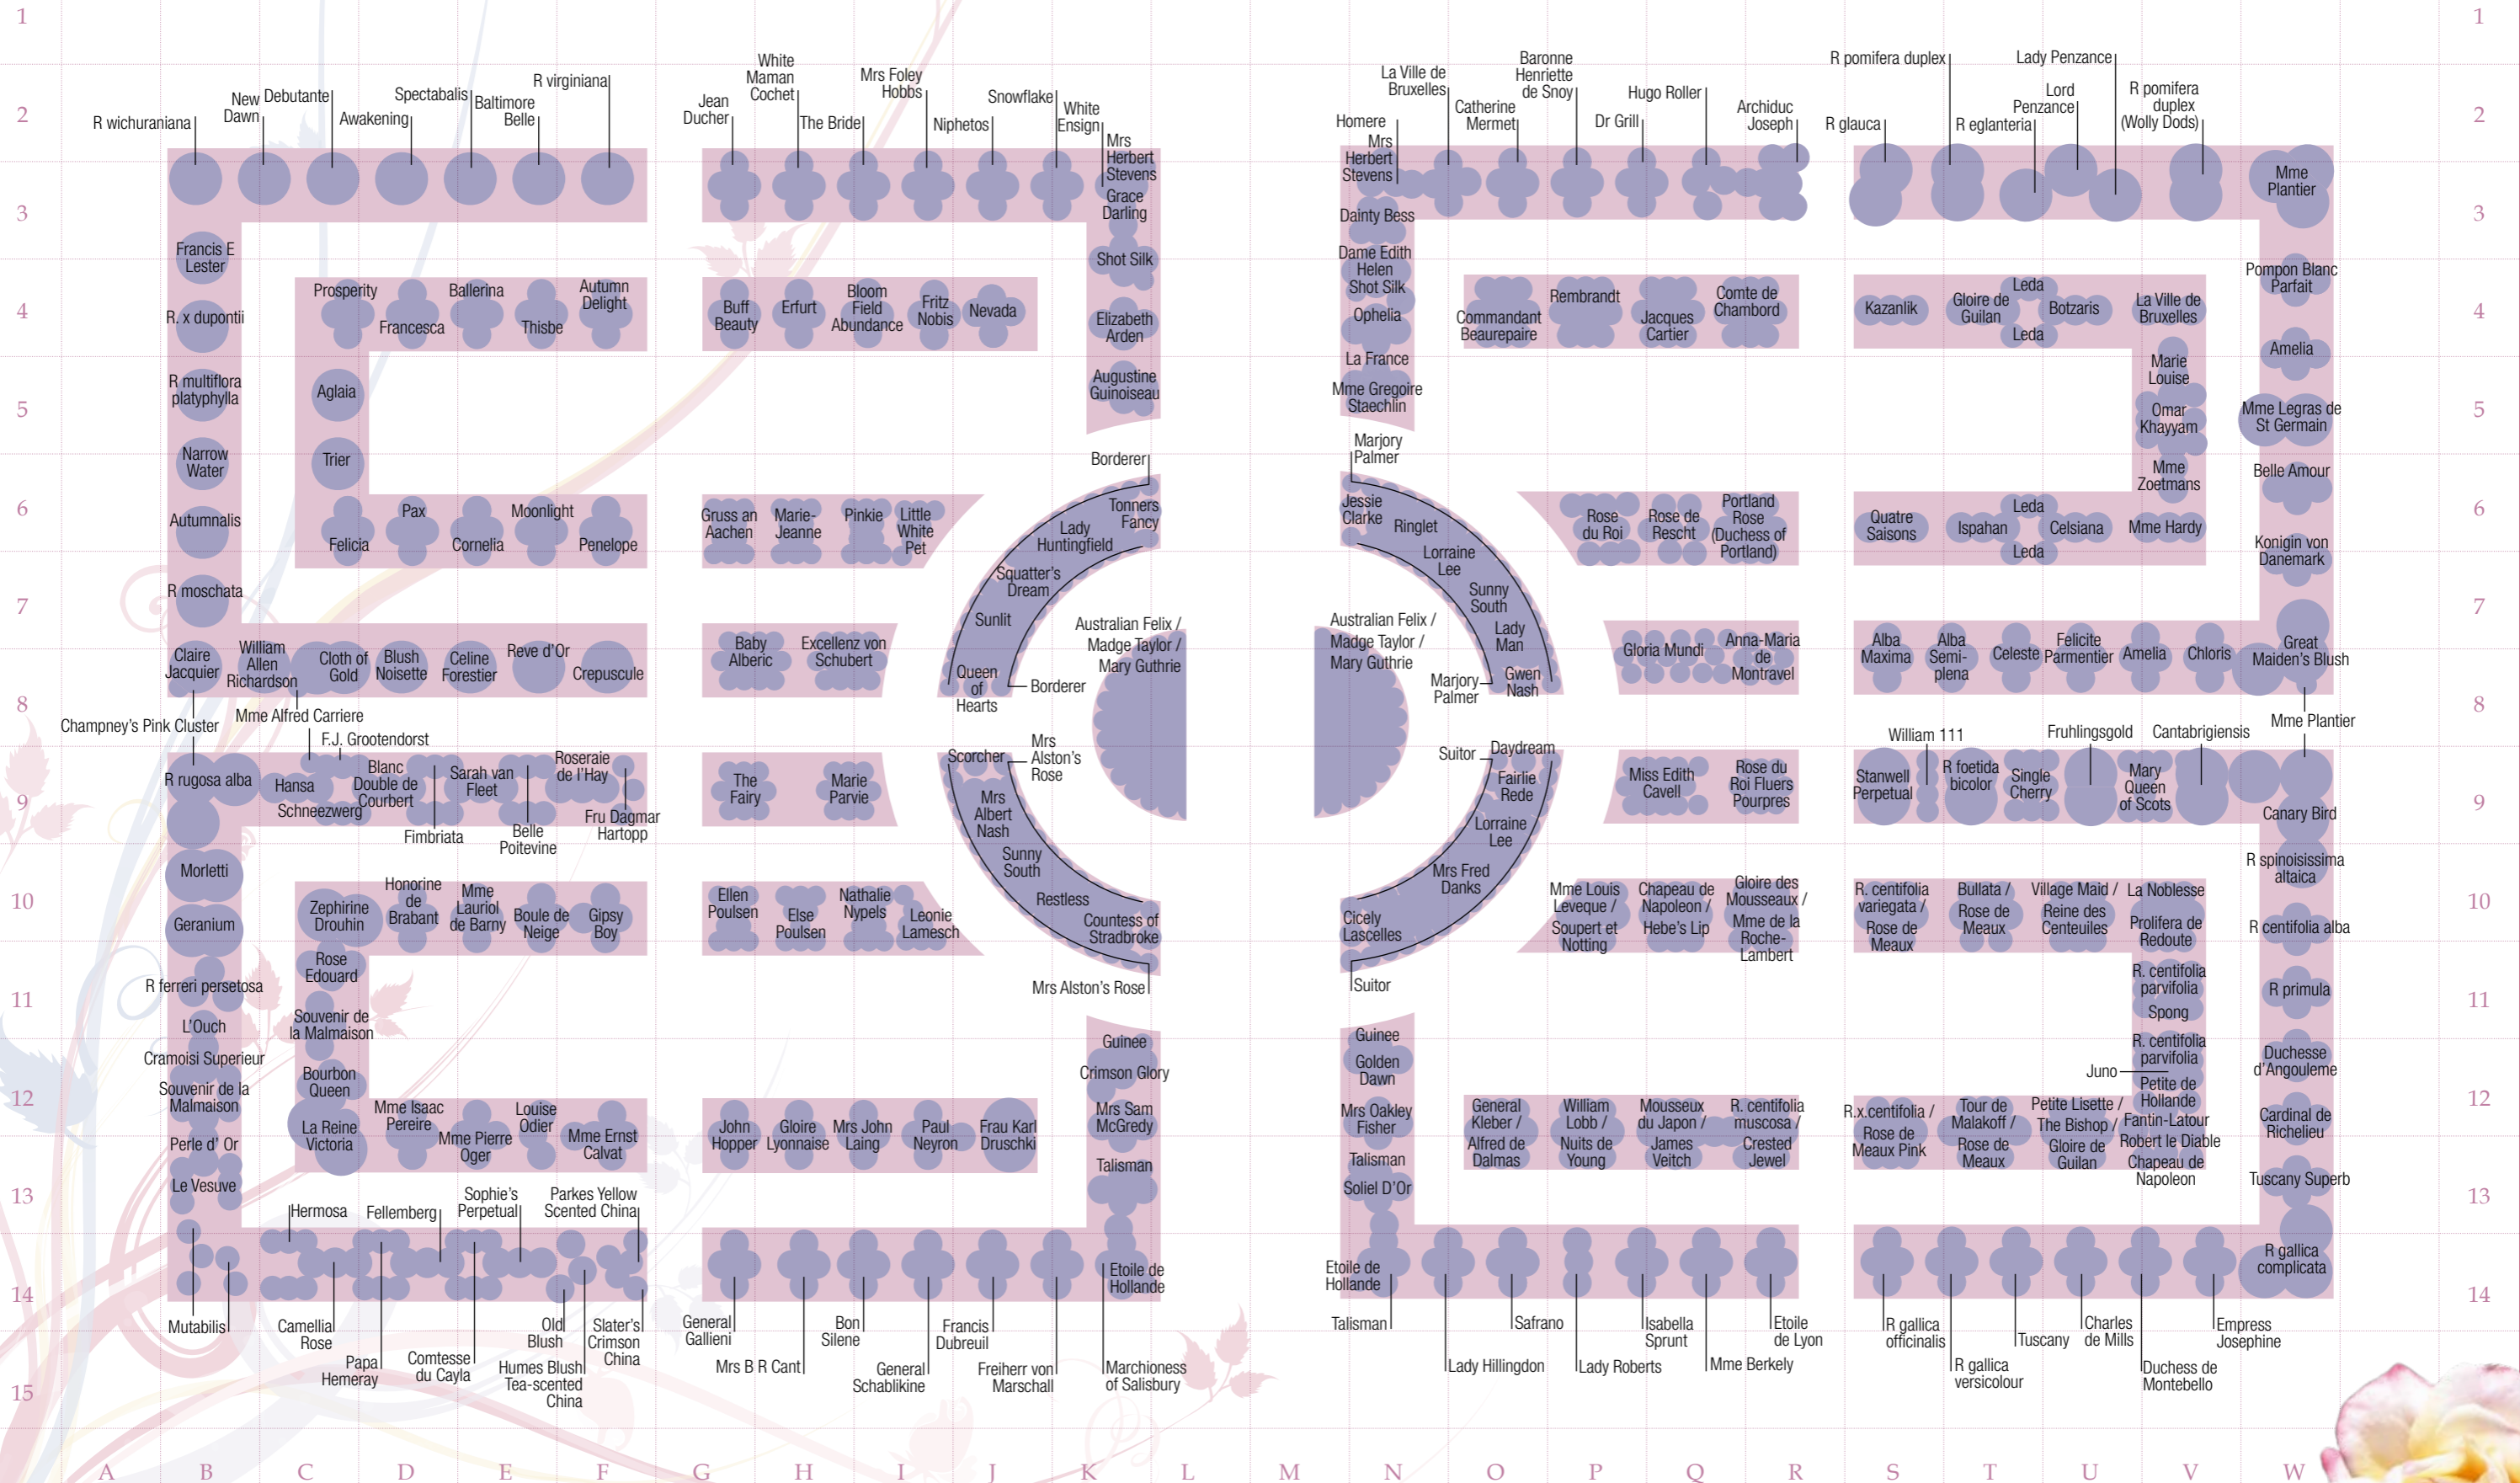 1
1
2
2
3
3
4
4
5
5
6
6
7
7
8
8
9
9
10
10
11
11
12
12
13
13
14
14
15
A B C D E F G H I J K L M N O P Q R S T U V W
R wichuraniana
New
Dawn
Debutante
Awakening
Spectabalis
Baltimore
Belle
R virginiana
Jean
Ducher
White
Maman
Cochet
The Bride
Mrs Foley
Hobbs
Niphetos
Snowflake
White
Ensign
Mrs
Herbert
Stevens
Grace
Darling
Homere
Mrs
Herbert
Stevens
La Ville de
Bruxelles
Catherine
Mermet
Baronne
Henriette
de Snoy
Dr Grill
Hugo Roller
Archiduc
Joseph
R glauca
R pomifera duplex
R eglanteria
Lord
Penzance
Lady Penzance
R pomifera
duplex
(Wolly Dods)
Mme
Plantier
Francis E
Lester
R. x dupontii
R multiflora
platyphylla
Narrow
Water
Autumnalis
R moschata
Prosperity
Francesca
Ballerina
Thisbe
Autumn
Delight
Aglaia
Trier
Felicia
Pax
Cornelia
Moonlight
Penelope
Buff
Beauty
Erfurt
Bloom
Field
Abundance
Fritz
Nobis
Nevada
Shot Silk
Elizabeth
Arden
Augustine
Guinoiseau
Dainty Bess
Dame Edith
Helen
Shot Silk
Ophelia
La France
Mme Gregoire
Staechlin
Commandant
Beaurepaire
Rembrandt
Jacques
Cartier
Comte de
Chambord
Kazanlik
Gloire de
Guilan
Leda
Leda
Botzaris
La Ville de
Bruxelles
Marie
Louise
Omar
Khayyam
Mme
Zoetmans
Pompon Blanc
Parfait
Amelia
Mme Legras de
St Germain
Belle Amour
Konigin von
Danemark
Gruss an
Aachen
Marie-
Jeanne
Pinkie
Little
White
Pet
Borderer
Tonners
Fancy
Lady
Huntingfield
Squatter's
Dream
Sunlit
Queen
of
Hearts
Borderer
Marjory
Palmer
Jessie
Clarke
Ringlet
Lorraine
Lee
Sunny
South
Lady
Man
Gwen
Nash
Marjory
Palmer
Australian Felix /
Madge Taylor /
Mary Guthrie
Australian Felix /
Madge Taylor /
Mary Guthrie
Rose
du Roi
Rose de
Rescht
Portland
Rose
(Duchess of
Portland)
Quatre
Saisons
Ispahan
Leda
Leda
Celsiana
Mme Hardy
Claire
Jacquier
William
Allen
Richardson
Cloth of
Gold
Blush
Noisette
Celine
Forestier
Reve d'Or
Crepuscule
Champney's Pink Cluster
Mme Alfred Carriere
Baby
Alberic
Excellenz von
Schubert
Gloria Mundi
Anna-Maria
de
Montravel
Alba
Maxima
Alba
Semi-
plena
Celeste
Felicite
Parmentier
Amelia
Chloris
Great
Maiden's Blush
Mme Plantier
F.J. Grootendorst
R rugosa alba
Hansa
Schneezwerg
Blanc
Double de
Courbert
Fimbriata
Sarah van
Fleet
Belle
Poitevine
Roseraie
de l'Hay
Fru Dagmar
Hartopp
The
Fairy
Marie
Parvie
Scorcher
Mrs
Alston's
Rose
Mrs
Albert
Nash
Sunny
South
Restless
Countess of
Stradbroke
Mrs Alston's Rose
Suitor
Daydream
Fairlie
Rede
Lorraine
Lee
Mrs Fred
Danks
Cicely
Lascelles
Suitor
Miss Edith
Cavell
Rose du
Roi Fluers
Pourpres
William 111
Stanwell
Perpetual
R foetida
bicolor
Single
Cherry
Fruhlingsgold
Mary
Queen
of Scots
Cantabrigiensis
Canary Bird
Morletti
Geranium
R ferreri persetosa
L'Ouch
Cramoisi Superieur
Souvenir de la
Malmaison
Perle d' Or
Le Vesuve
Zephirine
Drouhin
Honorine
de
Brabant
Mme
Lauriol
de Barny
Boule de
Neige
Gipsy
Boy
Rose
Edouard
Souvenir de
la Malmaison
Bourbon
Queen
La Reine
Victoria
Mme Isaac
Pereire
Mme Pierre
Oger
Louise
Odier
Mme Ernst
Calvat
Ellen
Poulsen
Else
Poulsen
Nathalie
Nypels
Leonie
Lamesch
Mme Louis
Leveque /
Soupert et
Notting
Chapeau de
Napoleon /
Hebe's Lip
Gloire des
Mousseaux /
Mme de la
Roche-
Lambert
R. centifolia
variegata /
Rose de
Meaux
Bullata /
Rose de
Meaux
Village Maid /
Reine des
Centeuiles
La Noblesse
Prolifera de
Redoute
R. centifolia
parvifolia
Spong
R. centifolia
parvifolia
Juno
Petite de
Hollande
Fantin-Latour
Robert le Diable
Chapeau de
Napoleon
R spinoisissima
altaica
R centifolia alba
R primula
Duchesse
d'Angouleme
Cardinal de
Richelieu
Tuscany Superb
R gallica
complicata
John
Hopper
Gloire
Lyonnaise
Mrs John
Laing
Paul
Neyron
Frau Karl
Druschki
Guinee
Crimson Glory
Mrs Sam
McGredy
Talisman
Etoile de
Hollande
Guinee
Golden
Dawn
Mrs Oakley
Fisher
Talisman
Soliel D'Or
Etoile de
Hollande
General
Kleber /
Alfred de
Dalmas
William
Lobb /
Nuits de
Young
Mousseux
du Japon /
James
Veitch
R. centifolia
muscosa /
Crested
Jewel
R.x.centifolia /
Rose de
Meaux Pink
Tour de
Malakoff /
Rose de
Meaux
Petite Lisette /
The Bishop /
Gloire de
Guilan
Mutabilis
Hermosa
Camellia
Rose
Papa
Hemeray
Fellemberg
Comtesse
du Cayla
Sophie's
Perpetual
Old
Blush
Humes Blush
Tea-scented
China
Parkes Yellow
Scented China
Slater's
Crimson
China
General
Gallieni
Mrs B R Cant
Bon
Silene
General
Schablikine
Francis
Dubreuil
Freiherr von
Marschall
Marchioness
of Salisbury
Talisman
Lady Hillingdon
Safrano
Lady Roberts
Isabella
Sprunt
Mme Berkely
Etoile
de Lyon
R gallica
officinalis
R gallica
versicolour
Tuscany
Charles
de Mills
Duchess de
Montebello
Empress
Josephine